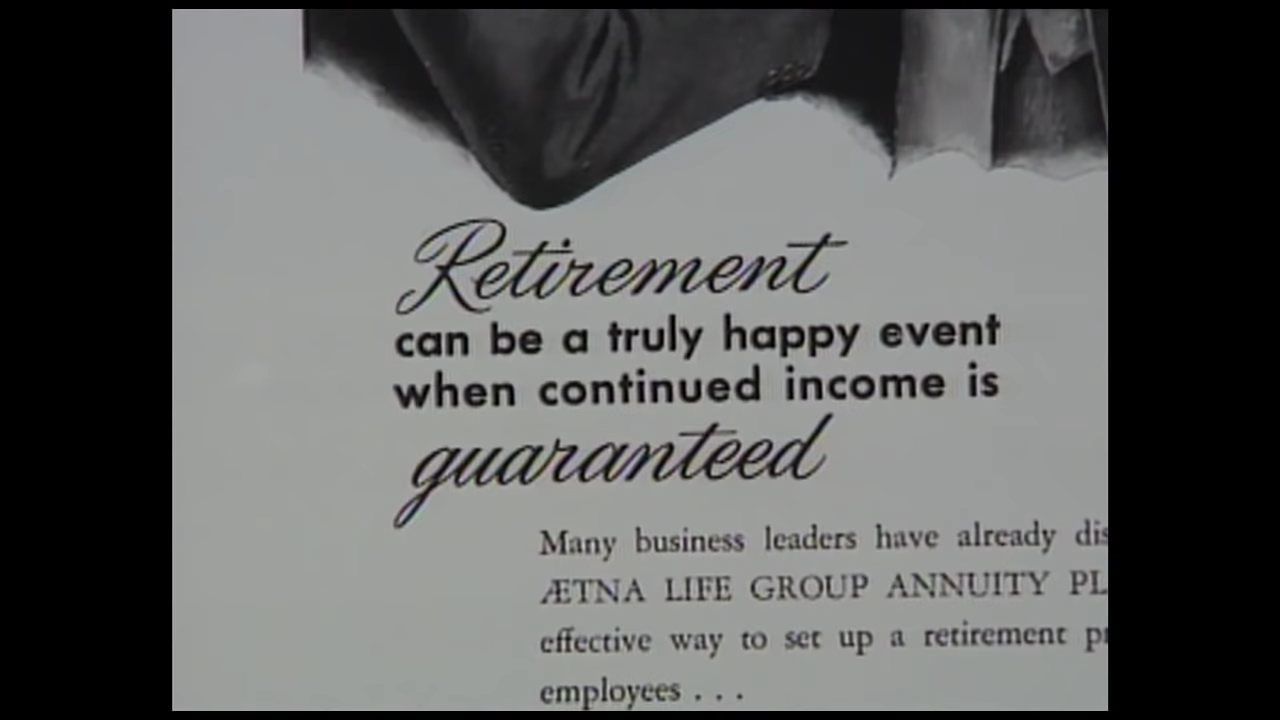 Retirement
can be a truly happy event
when continued income is
guaranteed
Many business leaders have already
ÆTNA LIFE GROUP ANNUITY
effective way to set up a retirement
employees . . .